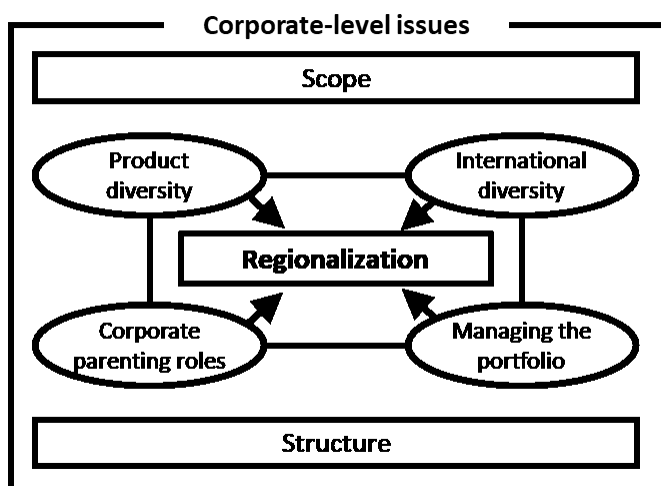 Corporate-level issues
Scope
Product
diversity
International
diversity
Regionalization
Corporate
parenting roles
Managing the
portfolio
Structure